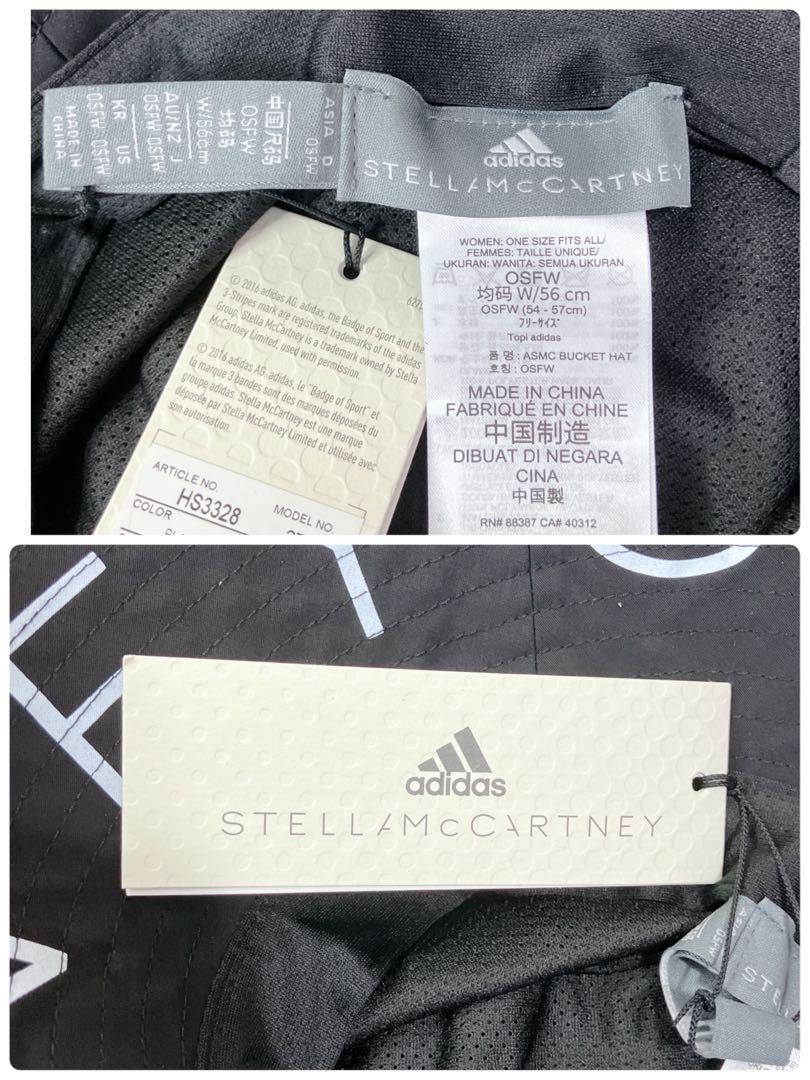 ASIA D
OSFW
中国尺码
OSFW
均码
W/56cm
AU/NZ J
OSFW OSFW
KR US
OSFW OSFW
MADE IN
CHINA
adidas
STELLA McCARTNEY
WOMEN: ONE SIZE FITS ALL/
FEMMES: TAILLE UNIQUE/
UKURAN: WANITA: SEMUA UKURAN
OSFW
均码 W/56 cm
OSFW (54 - 57cm)
フリーサイズ
Topi adidas
품 명 : ASMC BUCKET HAT
호칭 : OSFW
MADE IN CHINA
FABRIQUÉ EN CHINE
中国制造
DIBUAT DI NEGARA
CINA
中国製
RN# 88387 CA# 40312
© 2016 adidas AG. adidas, the Badge of Sport and the
3-Stripes mark are registered trademarks of the adidas
Group. Stella McCartney is a trademark owned by Stella
McCartney Limited, used with permission.
© 2016 adidas AG. adidas, le "Badge of Sport" et
la marque 3 bandes sont des marques déposées du
groupe adidas. Stella McCartney est une marque
déposée par Stella McCartney Limited et utilisée avec
son autorisation.
ARTICLE NO.
HS3328
MODEL NO.
COLOR
adidas
STELLA McCARTNEY